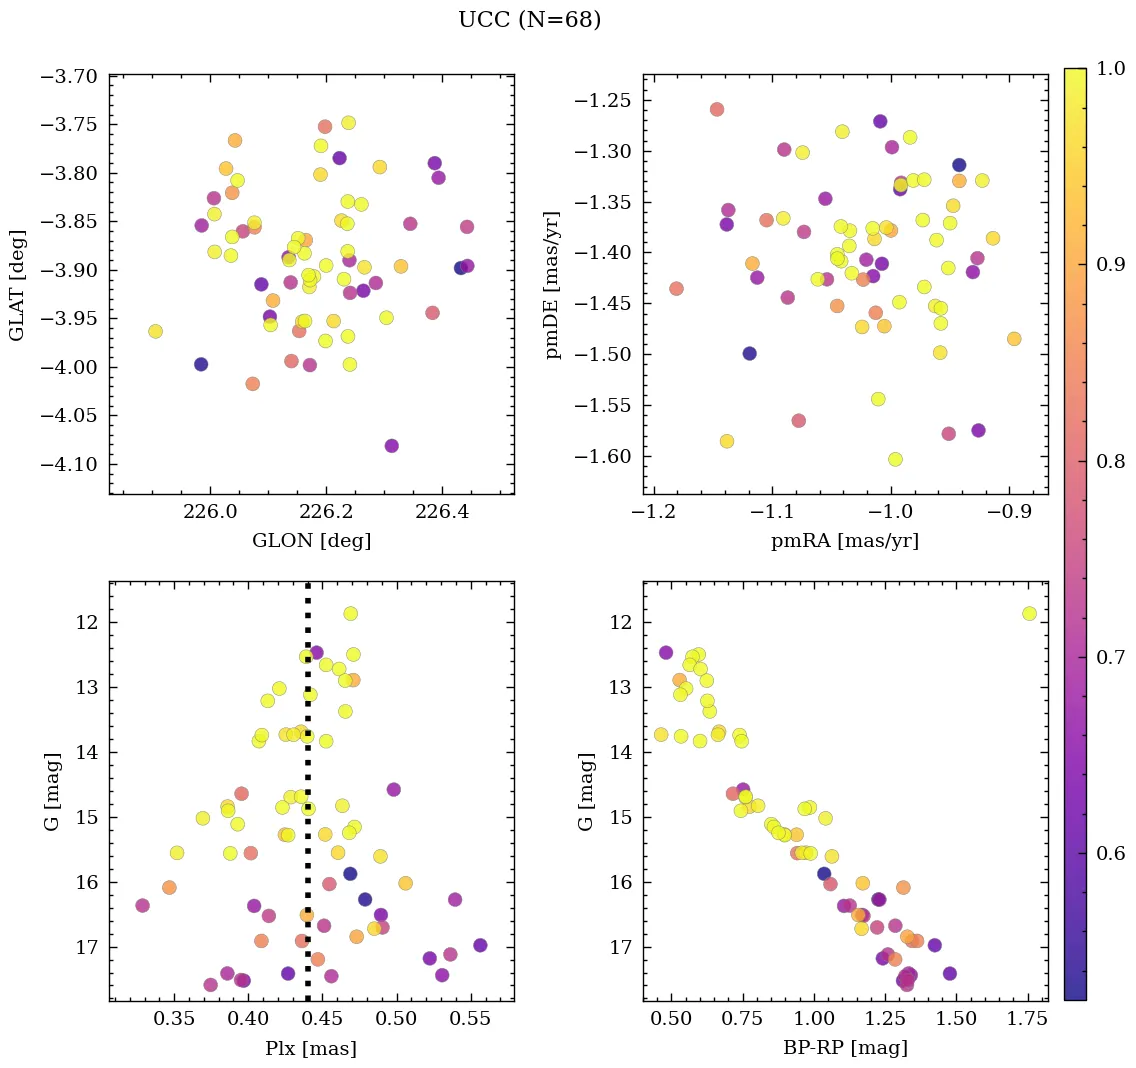 UCC (N=68)
−3.70
−3.75
−3.80
−3.85
−3.90
−3.95
−4.00
−4.05
−4.10
GLAT [deg]
226.0 226.2 226.4
GLON [deg]
−1.25
−1.30
−1.35
−1.40
−1.45
−1.50
−1.55
−1.60
pmDE [mas/yr]
−1.2 −1.1 −1.0 −0.9
pmRA [mas/yr]
1.0
0.9
0.8
0.7
0.6
12
13
14
15
16
17
G [mag]
0.35 0.40 0.45 0.50 0.55
Plx [mas]
12
13
14
15
16
17
G [mag]
0.50 0.75 1.00 1.25 1.50 1.75
BP-RP [mag]